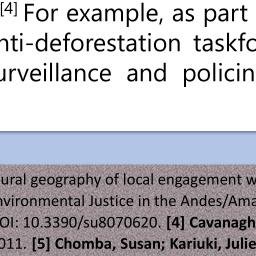 [4] For example, as part
nti-deforestation taskfo
urveillance and policin
ural geography of local engagement w
nvironmental Justice in the Andes/Ama
OI: 10.3390/su8070620. [4] Cavanagh
011. [5] Chomba, Susan; Kariuki, Julie